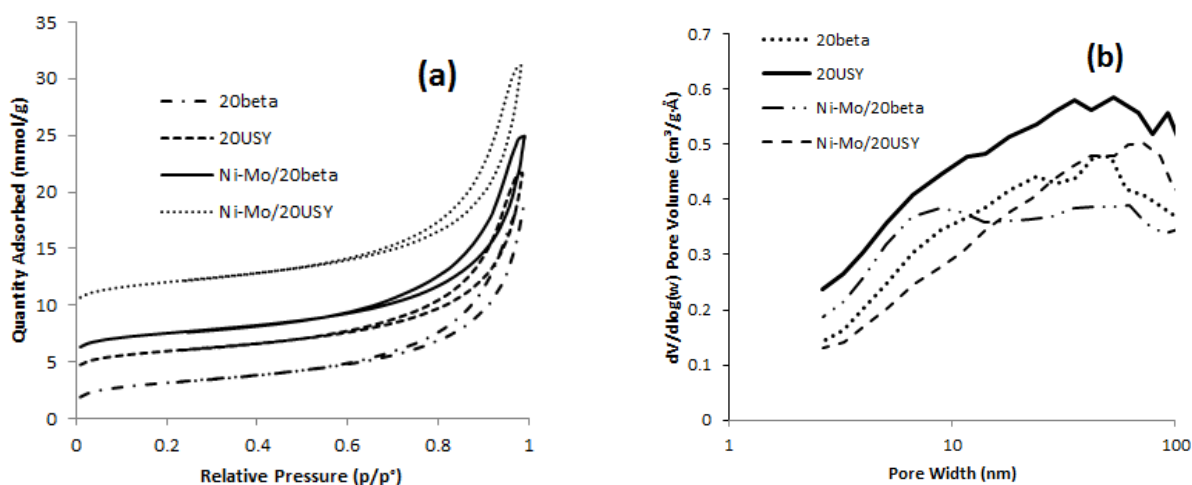 (a)
20beta
20USY
Ni-Mo/20beta
Ni-Mo/20USY
Quantity Adsorbed (mmol/g)
35
30
25
20
15
10
5
0
0
0.2
0.4
0.6
0.8
1
Relative Pressure (p/p°)
(b)
20beta
20USY
Ni-Mo/20beta
Ni-Mo/20USY
dV/dlog(w) Pore Volume (cm³/g·Å)
0.7
0.6
0.5
0.4
0.3
0.2
0.1
0
1
10
100
Pore Width (nm)